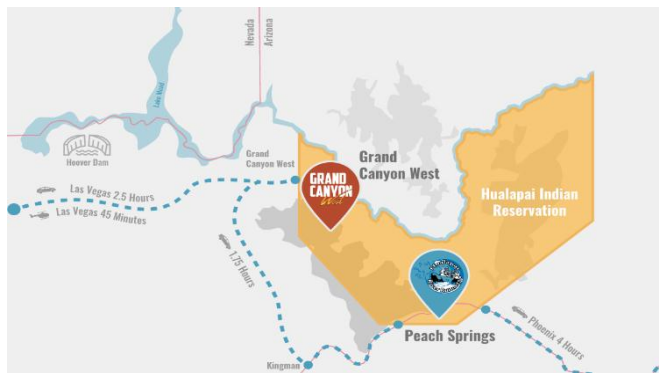 Nevada
Arizona
Lake Mead
Hoover Dam
Grand
Canyon West
GRAND
CANYON
West
Grand
Canyon West
Hualapai Indian
Reservation
Las Vegas 2.5 Hours
Las Vegas 45 Minutes
1.75 Hours
Peach Springs
Phoenix 4 Hours
Kingman